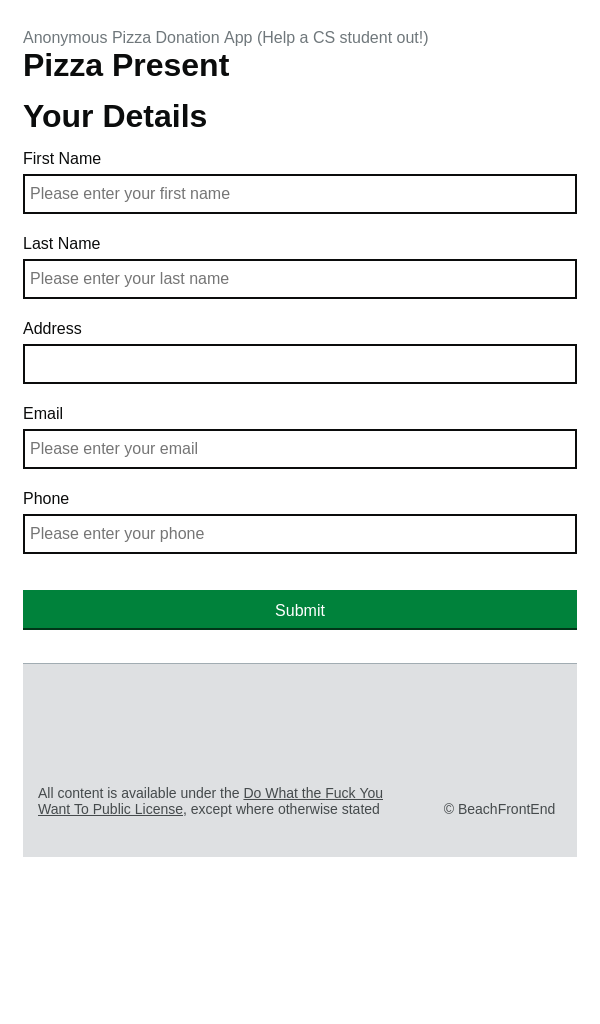 Anonymous Pizza Donation App (Help a CS student out!)
Pizza Present
Your Details
First Name
Please enter your first name
Last Name
Please enter your last name
Address
Email
Please enter your email
Phone
Please enter your phone
Submit
All content is available under the Do What the Fuck You
Want To Public License, except where otherwise stated
© BeachFrontEnd